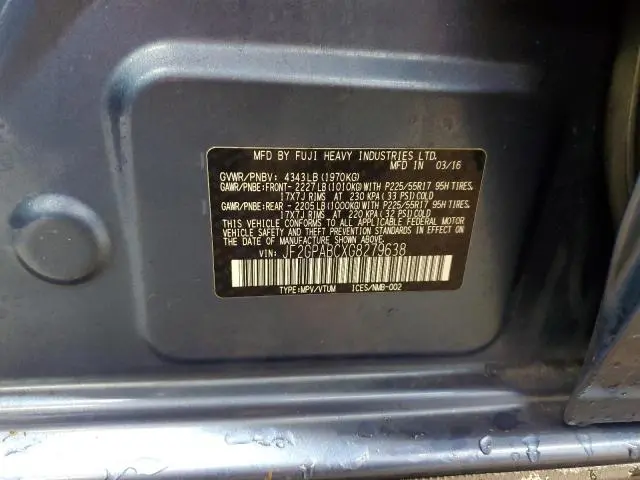 MFD BY FUJI HEAVY INDUSTRIES LTD.
MFD IN 03/16
GVWR/PNBV: 4343LB(1970KG)
GAWR/PNBE:FRONT- 2227LB(1010KG)WITH P225/55R17 95H TIRES,
17X7J RIMS AT 230 KPA(33 PSI)COLD
GAWR/PNBE:REAR - 2205LB(1000KG)WITH P225/55R17 95H TIRES,
17X7J RIMS AT 220 KPA(32 PSI)COLD
THIS VEHICLE CONFORMS TO ALL APPLICABLE FEDERAL MOTOR
VEHICLE SAFETY AND THEFT PREVENTION STANDARDS IN EFFECT ON
THE DATE OF MANUFACTURE SHOWN ABOVE.
VIN: JF2GPABCXG8279638
TYPE:MPV/VTUM ICES/NMB-002